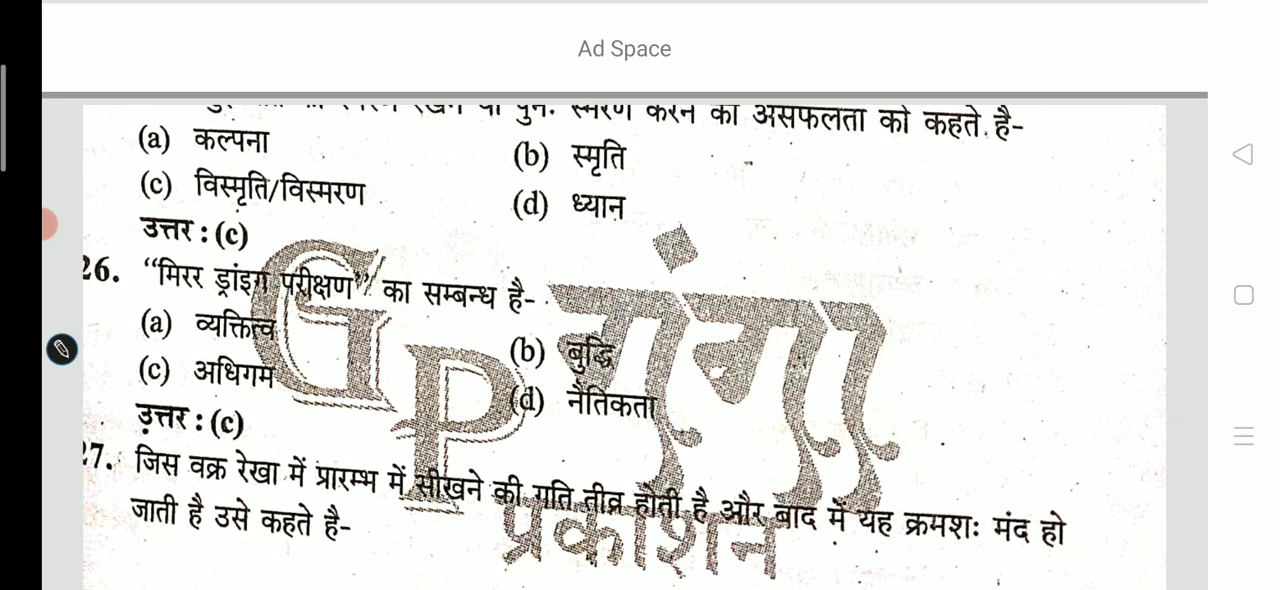 Ad Space
स्मरण करने की असफलता को कहते है-
(a) कल्पना
(b) स्मृति
(c) विस्मृति/विस्मरण
(d) ध्यान
उत्तर : (c)
26. “मिरर ड्रांइग परीक्षण” का सम्बन्ध है-
(a) व्यक्तित्व
(b) बुद्धि
(c) अधिगम
(d) नैतिकता
उत्तर : (c)
27. जिस वक्र रेखा में प्रारम्भ में सीखने की गति तीव्र होती है और बाद में यह क्रमशः मंद हो
जाती है उसे कहते है-
GP गंगा
प्रकाशन